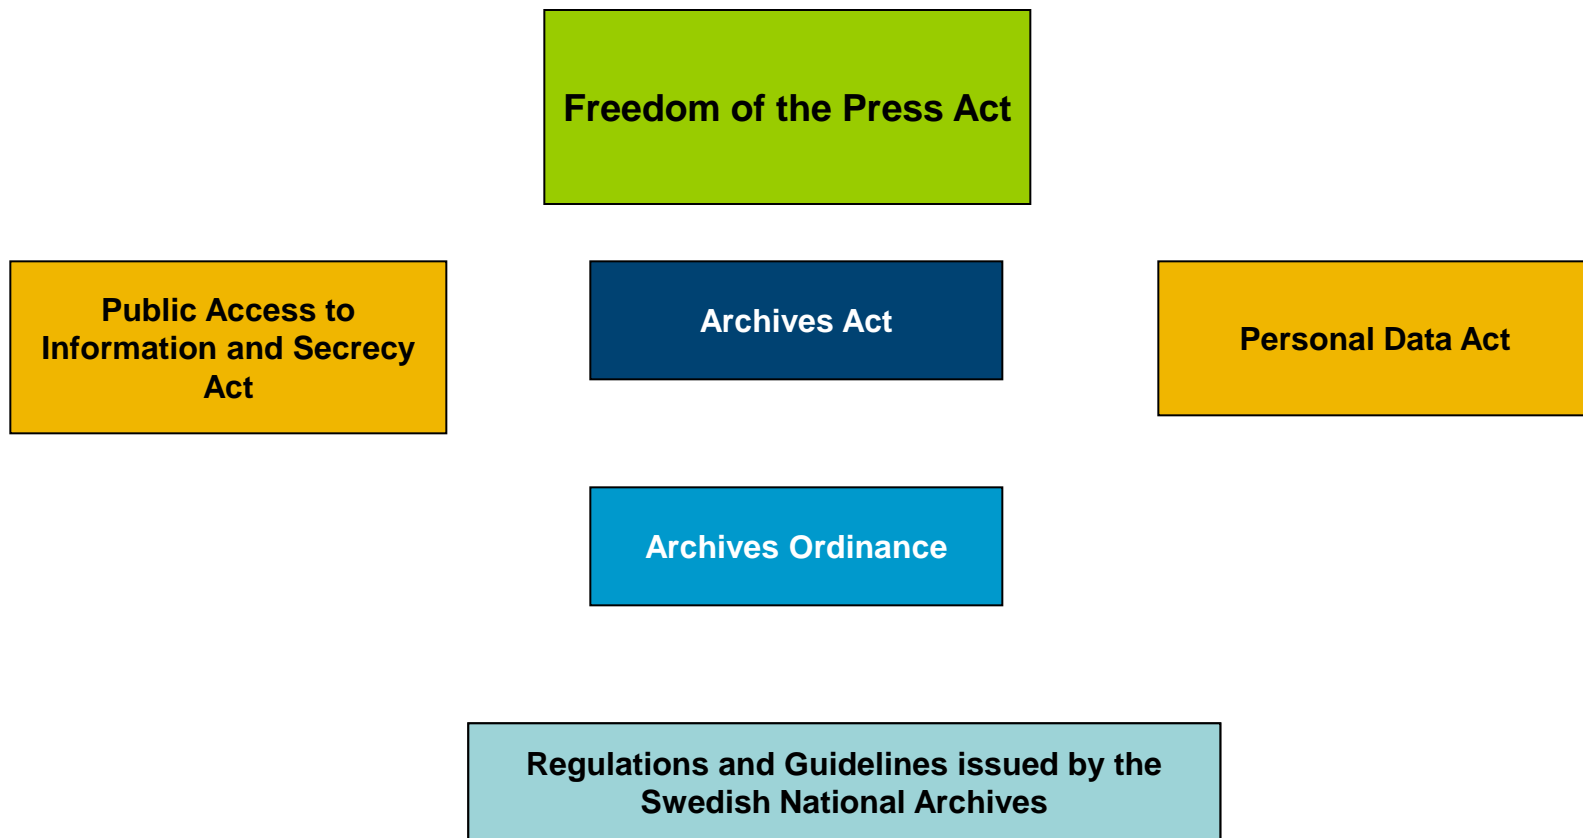 Freedom of the Press Act
Public Access to
Information and Secrecy
Act
Archives Act
Personal Data Act
Archives Ordinance
Regulations and Guidelines issued by the
Swedish National Archives